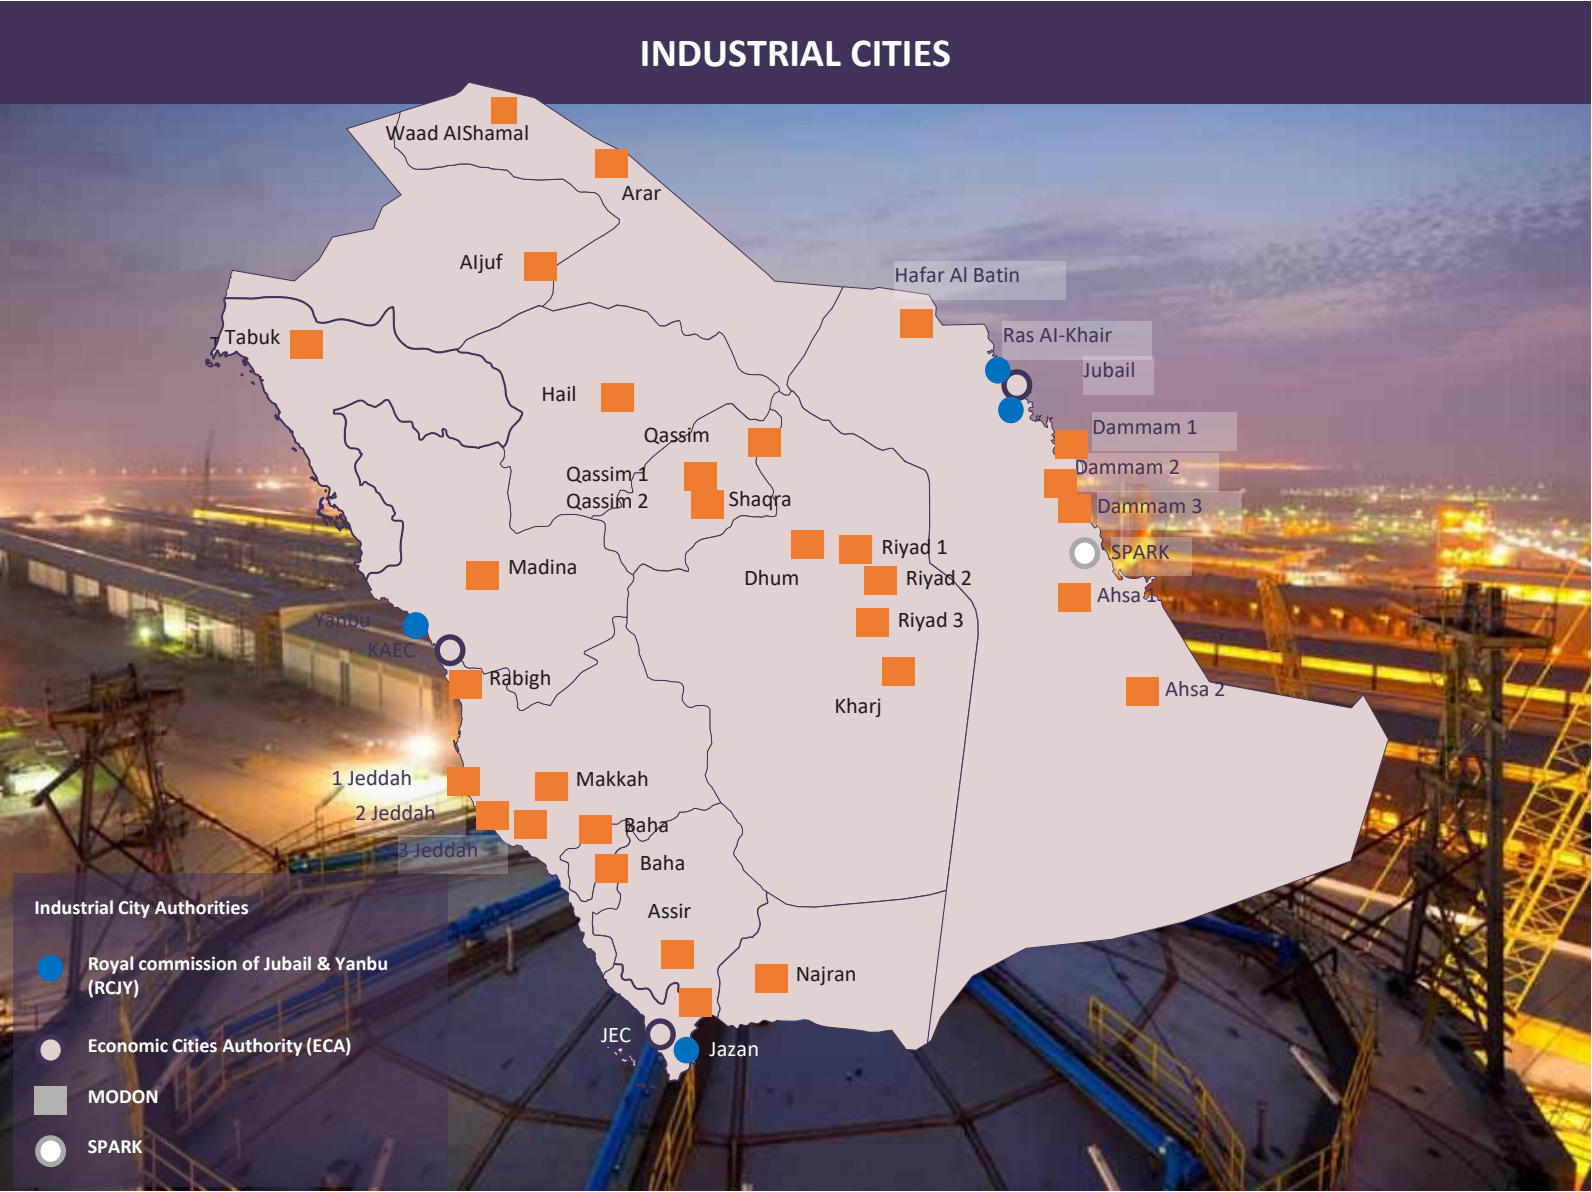 INDUSTRIAL CITIES
Waad AIShamal
Arar
AIjuf
Hafar Al Batin
Tabuk
Ras Al-Khair
Jubail
Hail
Qassim
Dammam 1
Dammam 2
Qassim 1
Qassim 2
Shaqra
Dammam 3
Riyad 1
SPARK
Madina
Dhum
Riyad 2
Ahsa 1
Yanbu
Riyad 3
KAEC
Rabigh
Ahsa 2
Kharj
1 Jeddah
Makkah
2 Jeddah
Baha
3 Jeddah
Baha
Industrial City Authorities
Assir
Royal commission of Jubail & Yanbu
(RCJY)
Najran
JEC
Jazan
Economic Cities Authority (ECA)
MODON
SPARK